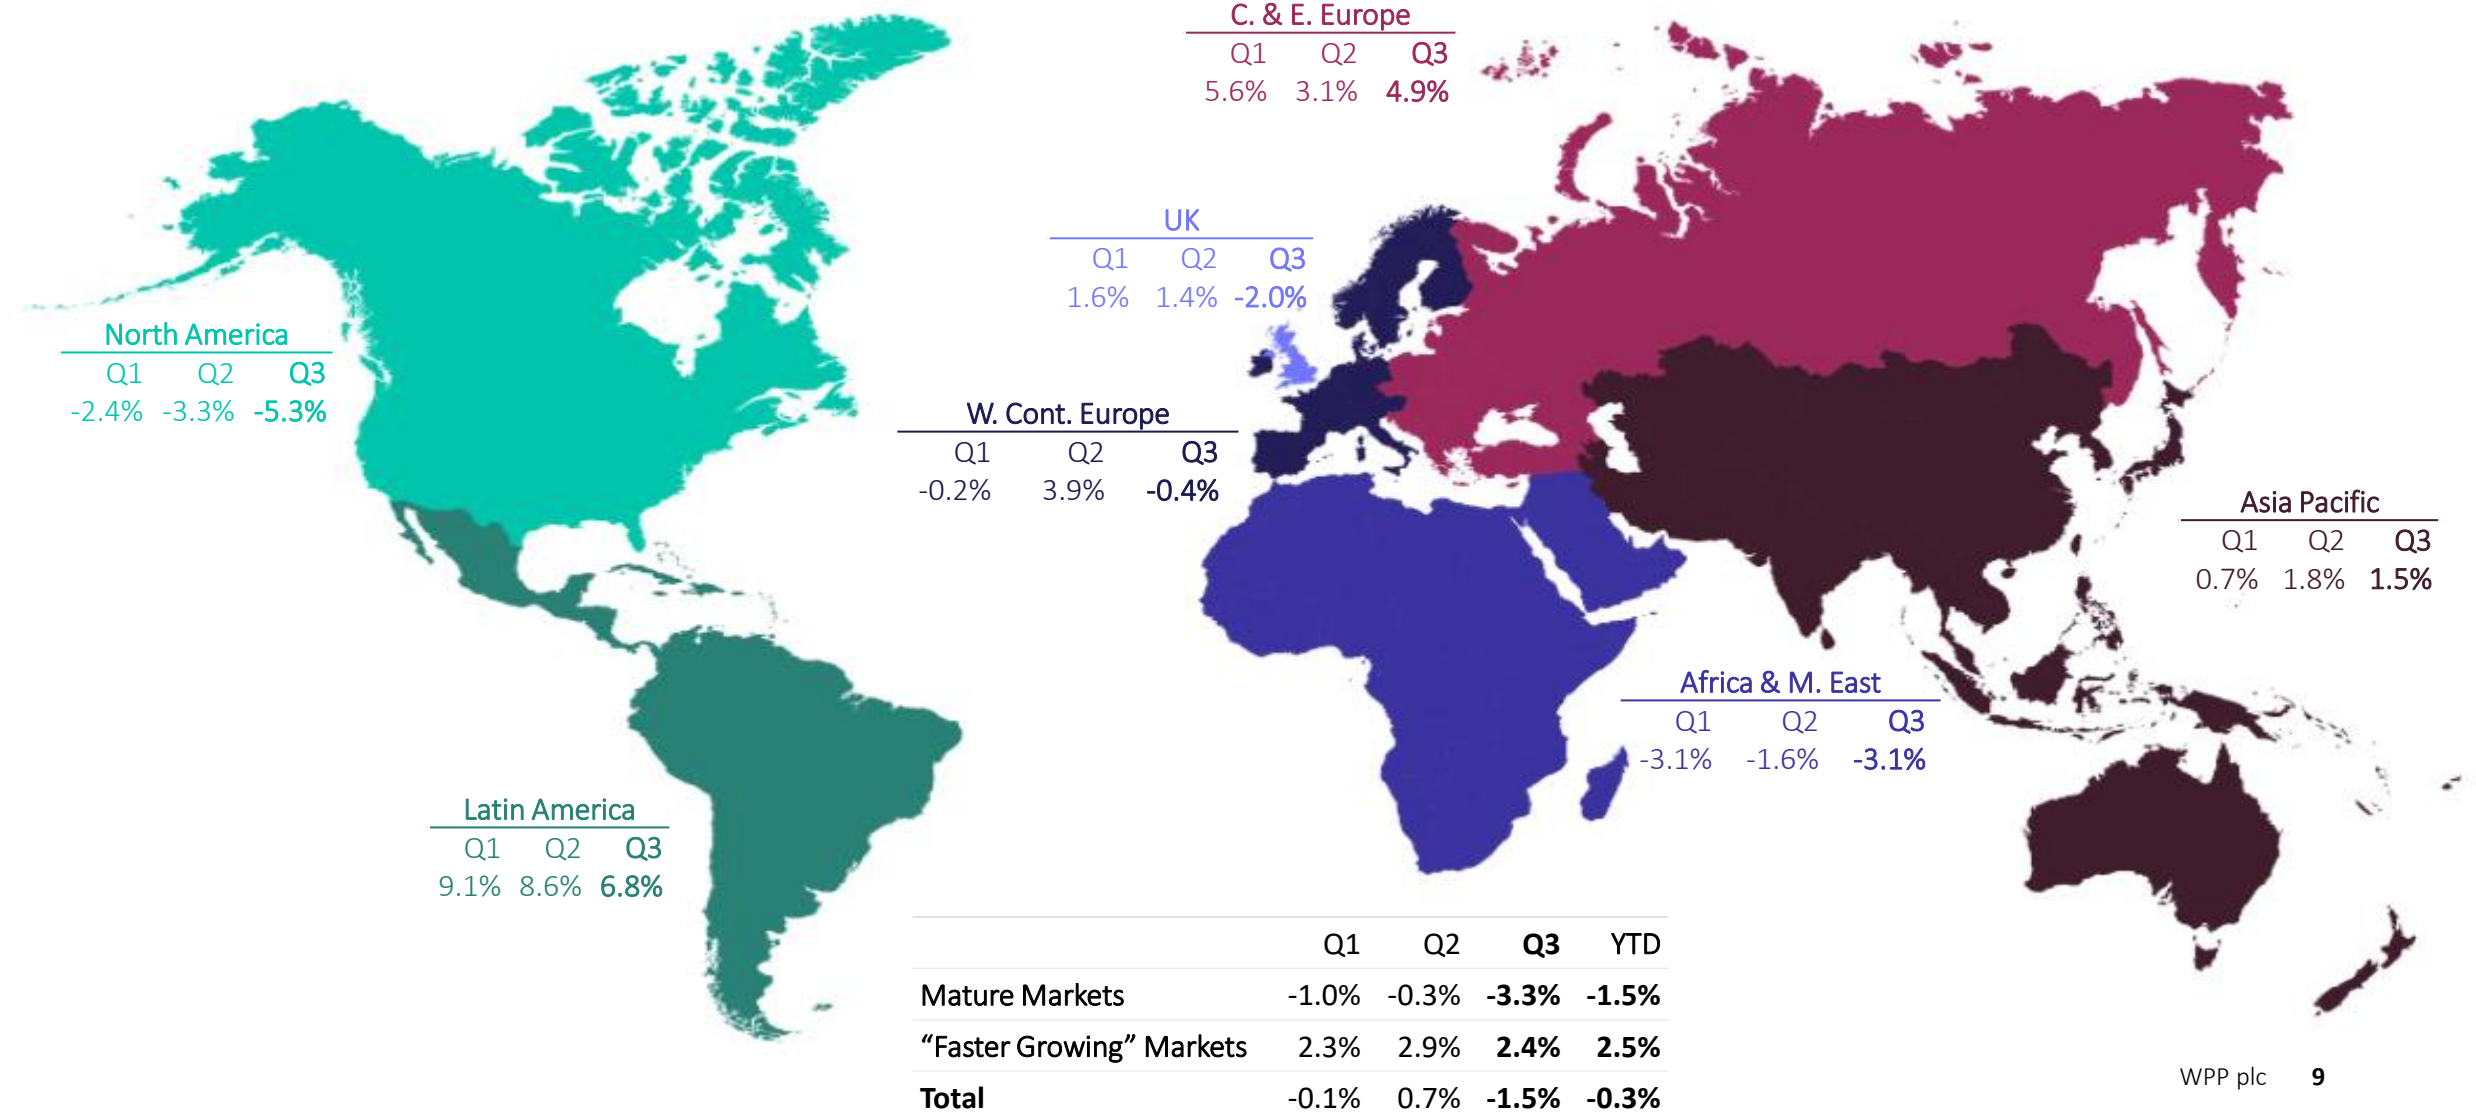 C. & E. Europe
Q1 Q2 Q3
5.6% 3.1% 4.9%
UK
Q1 Q2 Q3
1.6% 1.4% -2.0%
North America
Q1 Q2 Q3
-2.4% -3.3% -5.3%
W. Cont. Europe
Q1 Q2 Q3
-0.2% 3.9% -0.4%
Asia Pacific
Q1 Q2 Q3
0.7% 1.8% 1.5%
Africa & M. East
Q1 Q2 Q3
-3.1% -1.6% -3.1%
Latin America
Q1 Q2 Q3
9.1% 8.6% 6.8%
Q1 Q2 Q3 YTD
Mature Markets -1.0% -0.3% -3.3% -1.5%
“Faster Growing” Markets 2.3% 2.9% 2.4% 2.5%
Total -0.1% 0.7% -1.5% -0.3%
WPP plc 9